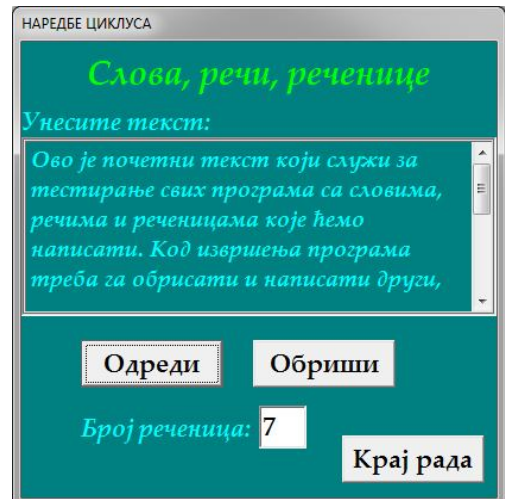 НАРЕДБЕ ЦИКЛУСА
Слова, речи, реченице
Унесите текст:
Ово је почетни текст који служи за
тестирање свих програма са словима,
речима и реченицама које ћемо
написати. Код извршења програма
треба га обрисати и написати други,
Одреди
Обриши
Број реченица: 7
Крај рада